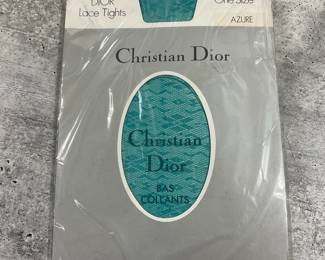 DIOR
Lace Tights
One Size
AZURE
Christian Dior
Christian
Dior
BAS
COLLANTS